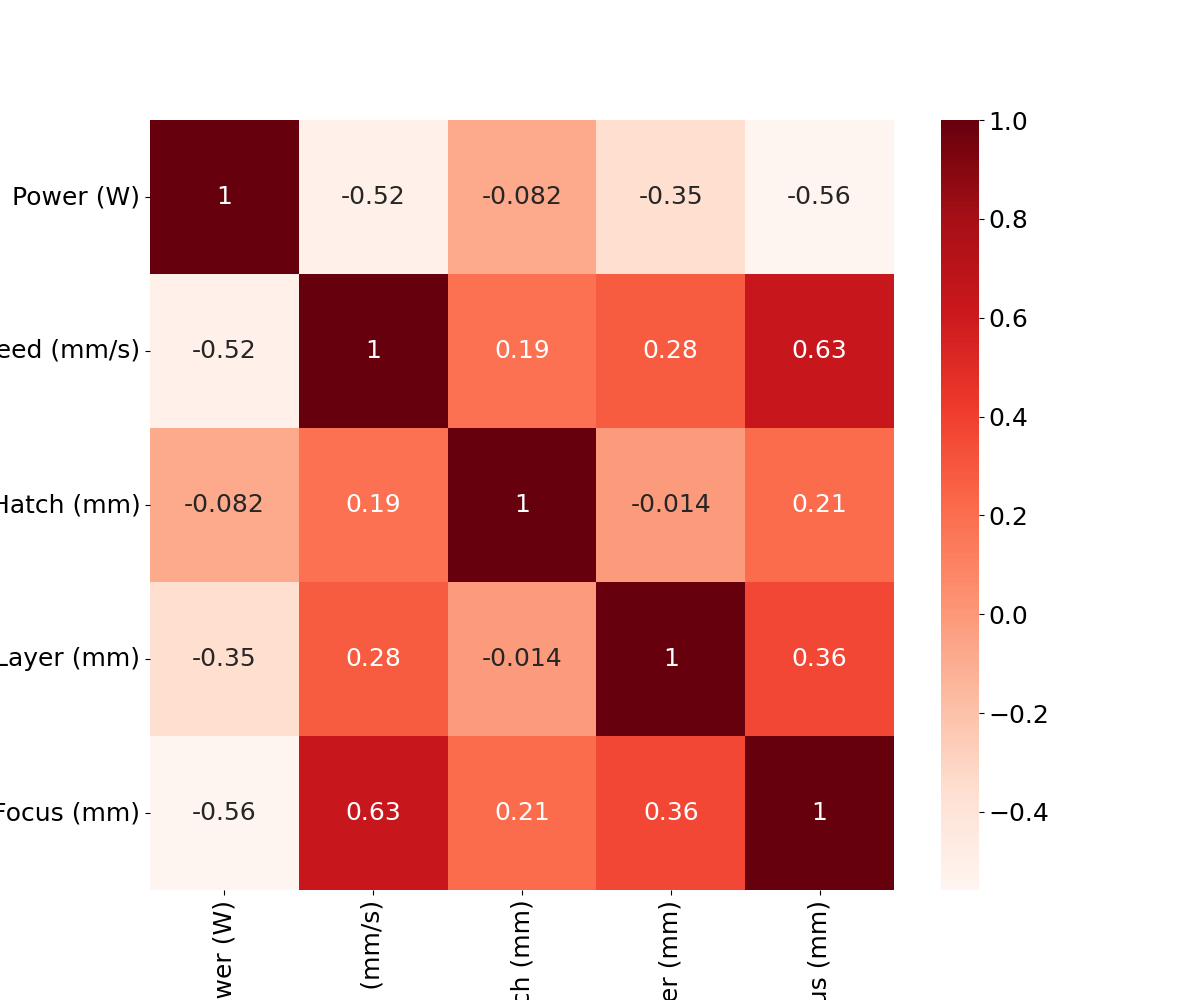 1.0
Power (W) 1 -0.52 -0.082 -0.35 -0.56
0.8
0.6
eed (mm/s) -0.52 1 0.19 0.28 0.63
0.4
Hatch (mm) -0.082 0.19 1 -0.014 0.21
0.2
0.0
Layer (mm) -0.35 0.28 -0.014 1 0.36
−0.2
Focus (mm) -0.56 0.63 0.21 0.36 1
−0.4
wer (W)
(mm/s)
ch (mm)
er (mm)
us (mm)